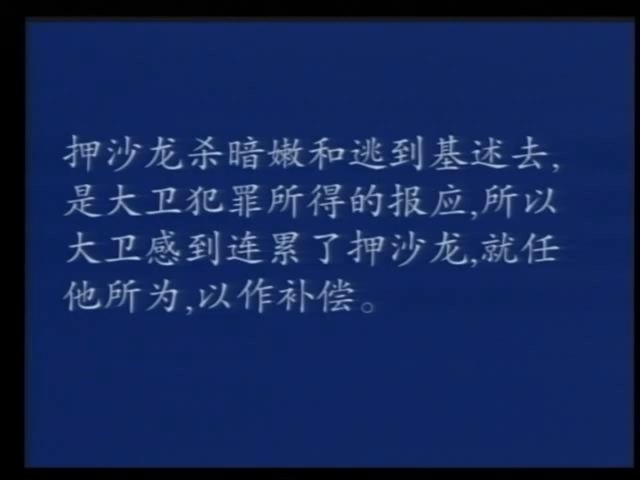 押沙龙杀暗嫩和逃到基述去,
是大卫犯罪所得的报应,所以
大卫感到连累了押沙龙,就任
他所为,以作补偿。